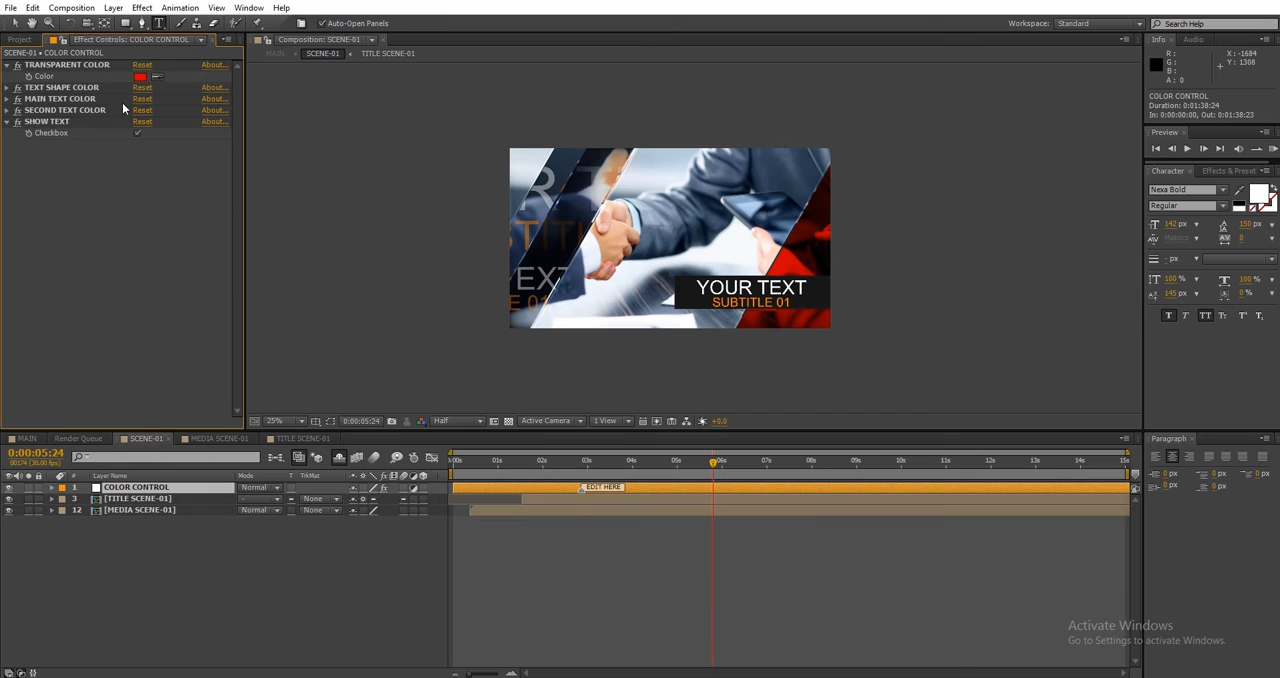 File Edit Composition Layer Effect Animation View Window Help
Auto-Open Panels Workspace: Standard Search Help
Project Effect Controls: COLOR CONTROL Composition: SCENE-01 Info Audio
SCENE-01 • COLOR CONTROL MAIN SCENE-01 TITLE SCENE-01
TRANSPARENT COLOR Reset About...
Color
TEXT SHAPE COLOR Reset About...
MAIN TEXT COLOR Reset About...
SECOND TEXT COLOR Reset About...
SHOW TEXT Reset About...
Checkbox
R TI
EXT
E 01
YOUR TEXT
SUBTITLE 01
R :
G :
B :
A : 0
X : -1684
Y : 1308
COLOR CONTROL
Duration: 0:01:38:24
In: 0:00:00:00, Out: 0:01:38:23
Preview
Character Effects & Preset
Nexa Bold
Regular
142 px 150 px
Metrics 0
- px
100 % 100 %
145 px 0 %
T T TT Tr T T
25% 0:00:05:24 Half Active Camera 1 View +0.0
MAIN Render Queue SCENE-01 MEDIA SCENE-01 TITLE SCENE-01
0:00:05:24
00174 (30.00 fps)
:00s 01s 02s 03s 04s 05s 06s 07s 08s 09s 10s 11s 12s 13s 14s 15s
# Layer Name Mode T TrkMat
1 COLOR CONTROL Normal EDIT HERE
3 [TITLE SCENE-01] - None
12 [MEDIA SCENE-01] Normal None
Paragraph
0 px 0 px 0 px
0 px 0 px
Activate Windows
Go to Settings to activate Windows.